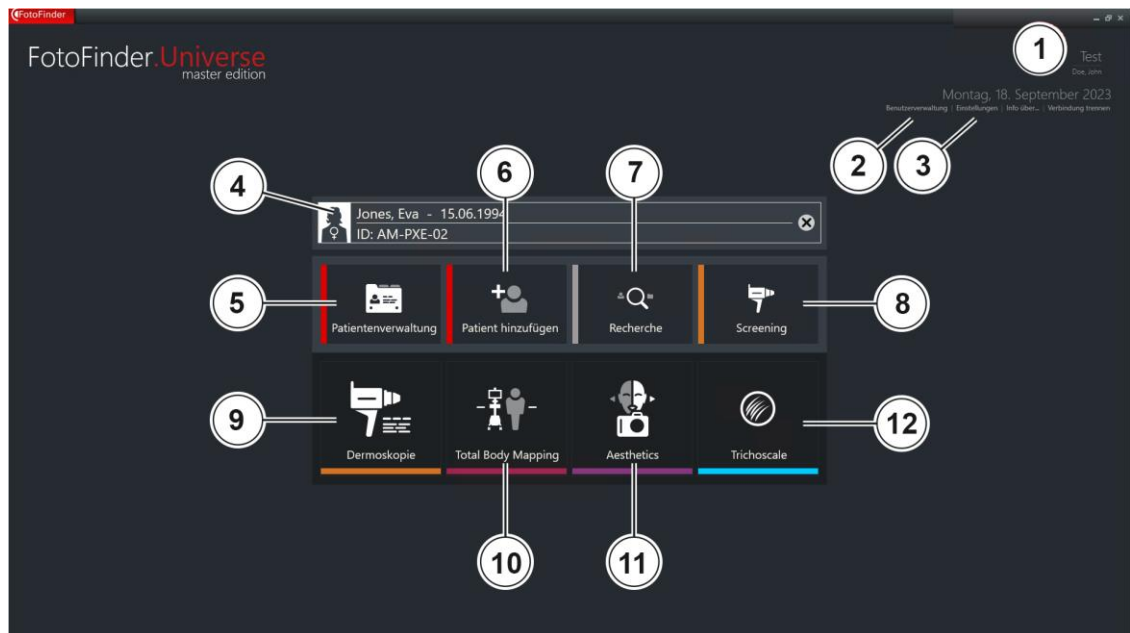 FotoFinder
FotoFinder.Universe
master edition
1
Test
Doe, John
Montag, 18. September 2023
Benutzerverwaltung | Einstellungen | Info über... | Verbindung trennen
2
3
4
6
7
Jones, Eva - 15.06.1994
ID: AM-PXE-02
5
Patientenverwaltung
Patient hinzufügen
Recherche
Screening
8
9
Dermoskopie
Total Body Mapping
Aesthetics
Trichoscale
12
10
11